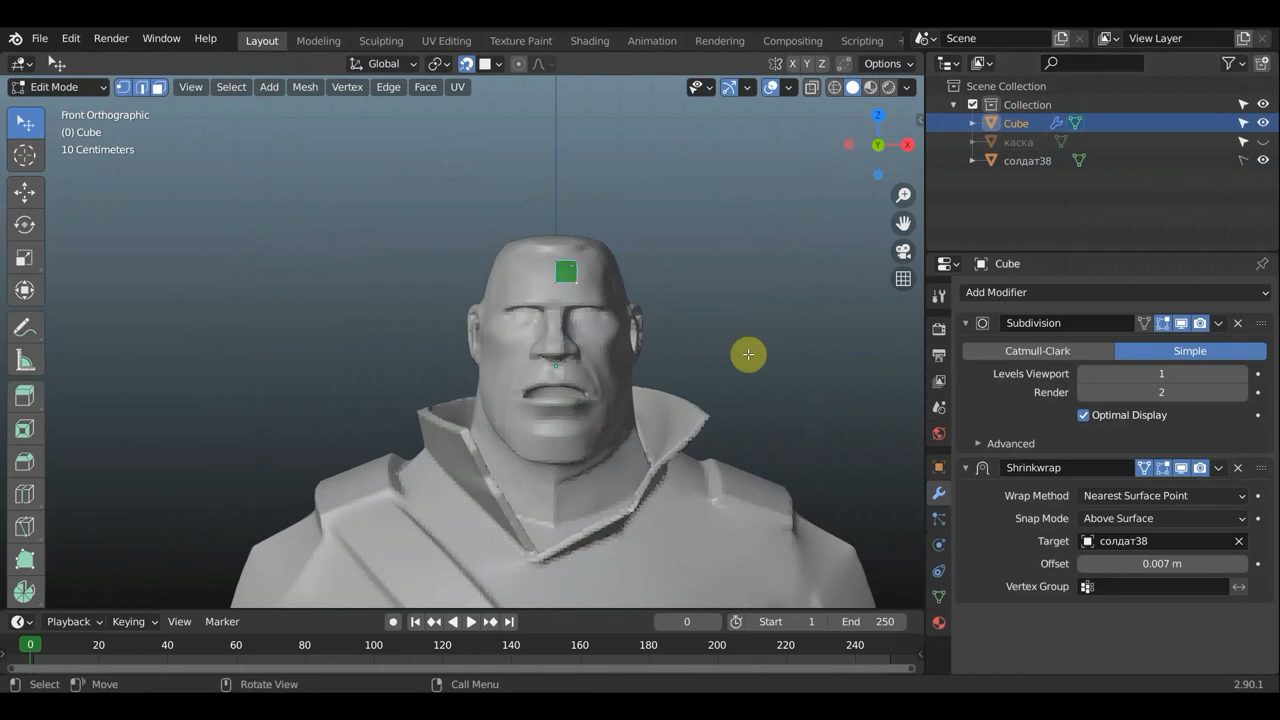 File Edit Render Window Help Layout Modeling Sculpting UV Editing Texture Paint Shading Animation Rendering Compositing Scripting Scene View Layer
Global X Y Z Options
Edit Mode View Select Add Mesh Vertex Edge Face UV
Front Orthographic
(0) Cube
10 Centimeters
Z
Y
X
Scene Collection
Collection
Cube
каска
солдат38
Cube
Add Modifier
Subdivision
Catmull-Clark Simple
Levels Viewport 1
Render 2
Optimal Display
Advanced
Shrinkwrap
Wrap Method Nearest Surface Point
Snap Mode Above Surface
Target солдат38
Offset 0.007 m
Vertex Group
Playback Keying View Marker 0 Start 1 End 250
0 20 40 60 80 100 120 140 160 180 200 220 240
Select Move Rotate View Call Menu 2.90.1